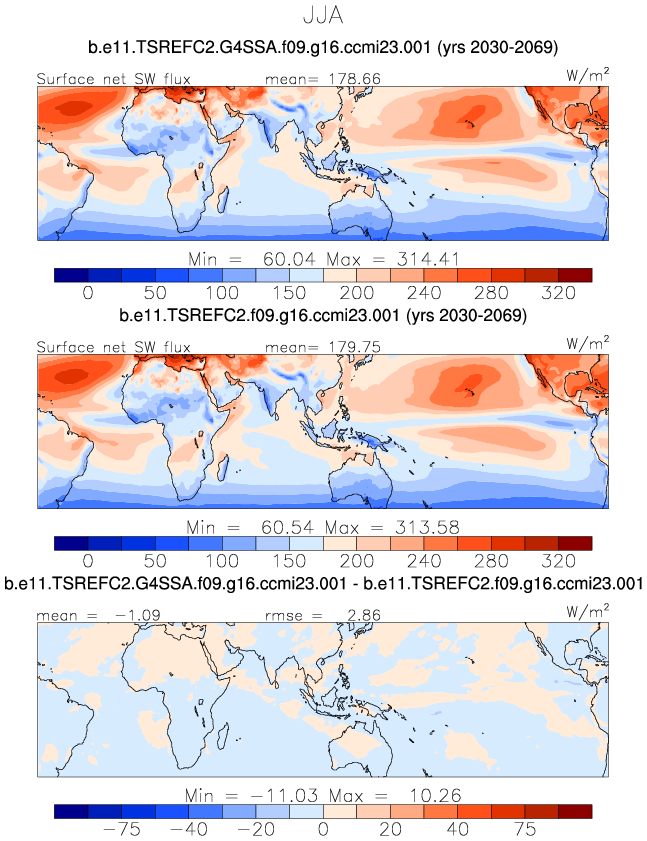 JJA
b.e11.TSREFC2.G4SSA.f09.g16.ccmi23.001 (yrs 2030-2069)
Surface net SW flux mean= 178.66 W/m²
Min = 60.04 Max = 314.41
0 50 100 150 200 240 280 320
b.e11.TSREFC2.f09.g16.ccmi23.001 (yrs 2030-2069)
Surface net SW flux mean= 179.75 W/m²
Min = 60.54 Max = 313.58
0 50 100 150 200 240 280 320
b.e11.TSREFC2.G4SSA.f09.g16.ccmi23.001 - b.e11.TSREFC2.f09.g16.ccmi23.001
mean = −1.09 rmse = 2.86 W/m²
Min = −11.03 Max = 10.26
−75 −40 −20 0 20 40 75